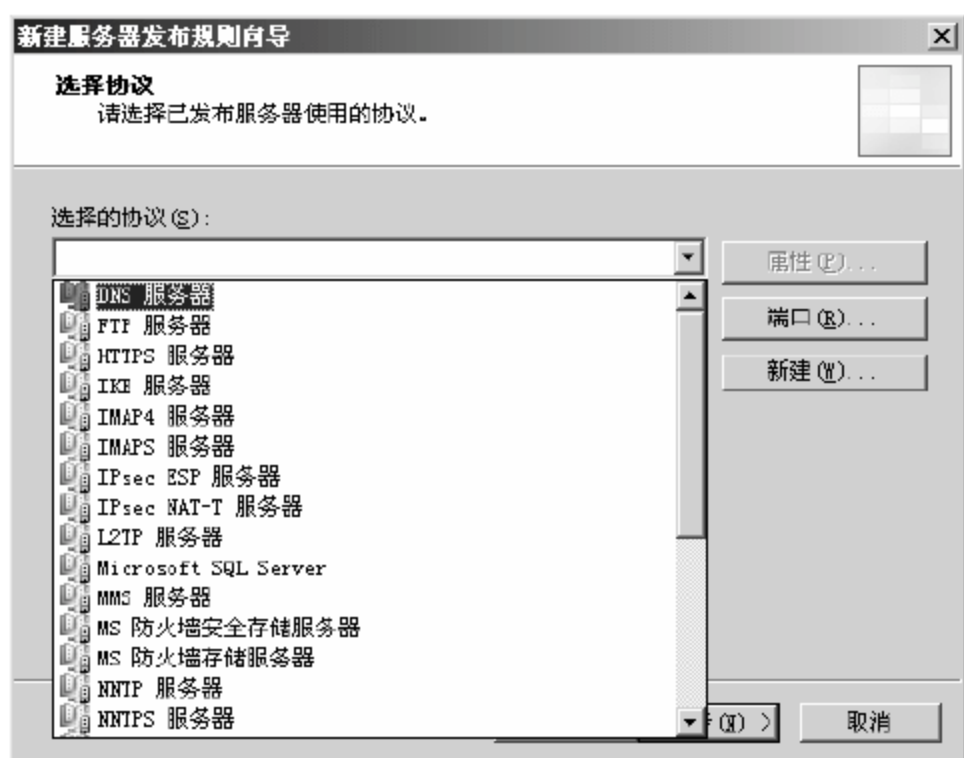 新建服务器发布规则向导
选择协议
请选择已发布服务器使用的协议。
选择的协议(S):
属性(P)...
端口(R)...
新建(W)...
DNS 服务器
FTP 服务器
HTTPS 服务器
IKE 服务器
IMAP4 服务器
IMAPS 服务器
IPsec ESP 服务器
IPsec NAT-T 服务器
L2TP 服务器
Microsoft SQL Server
MMS 服务器
MS 防火墙安全存储服务器
MS 防火墙存储服务器
NNTP 服务器
NNTPS 服务器
(N) >
取消